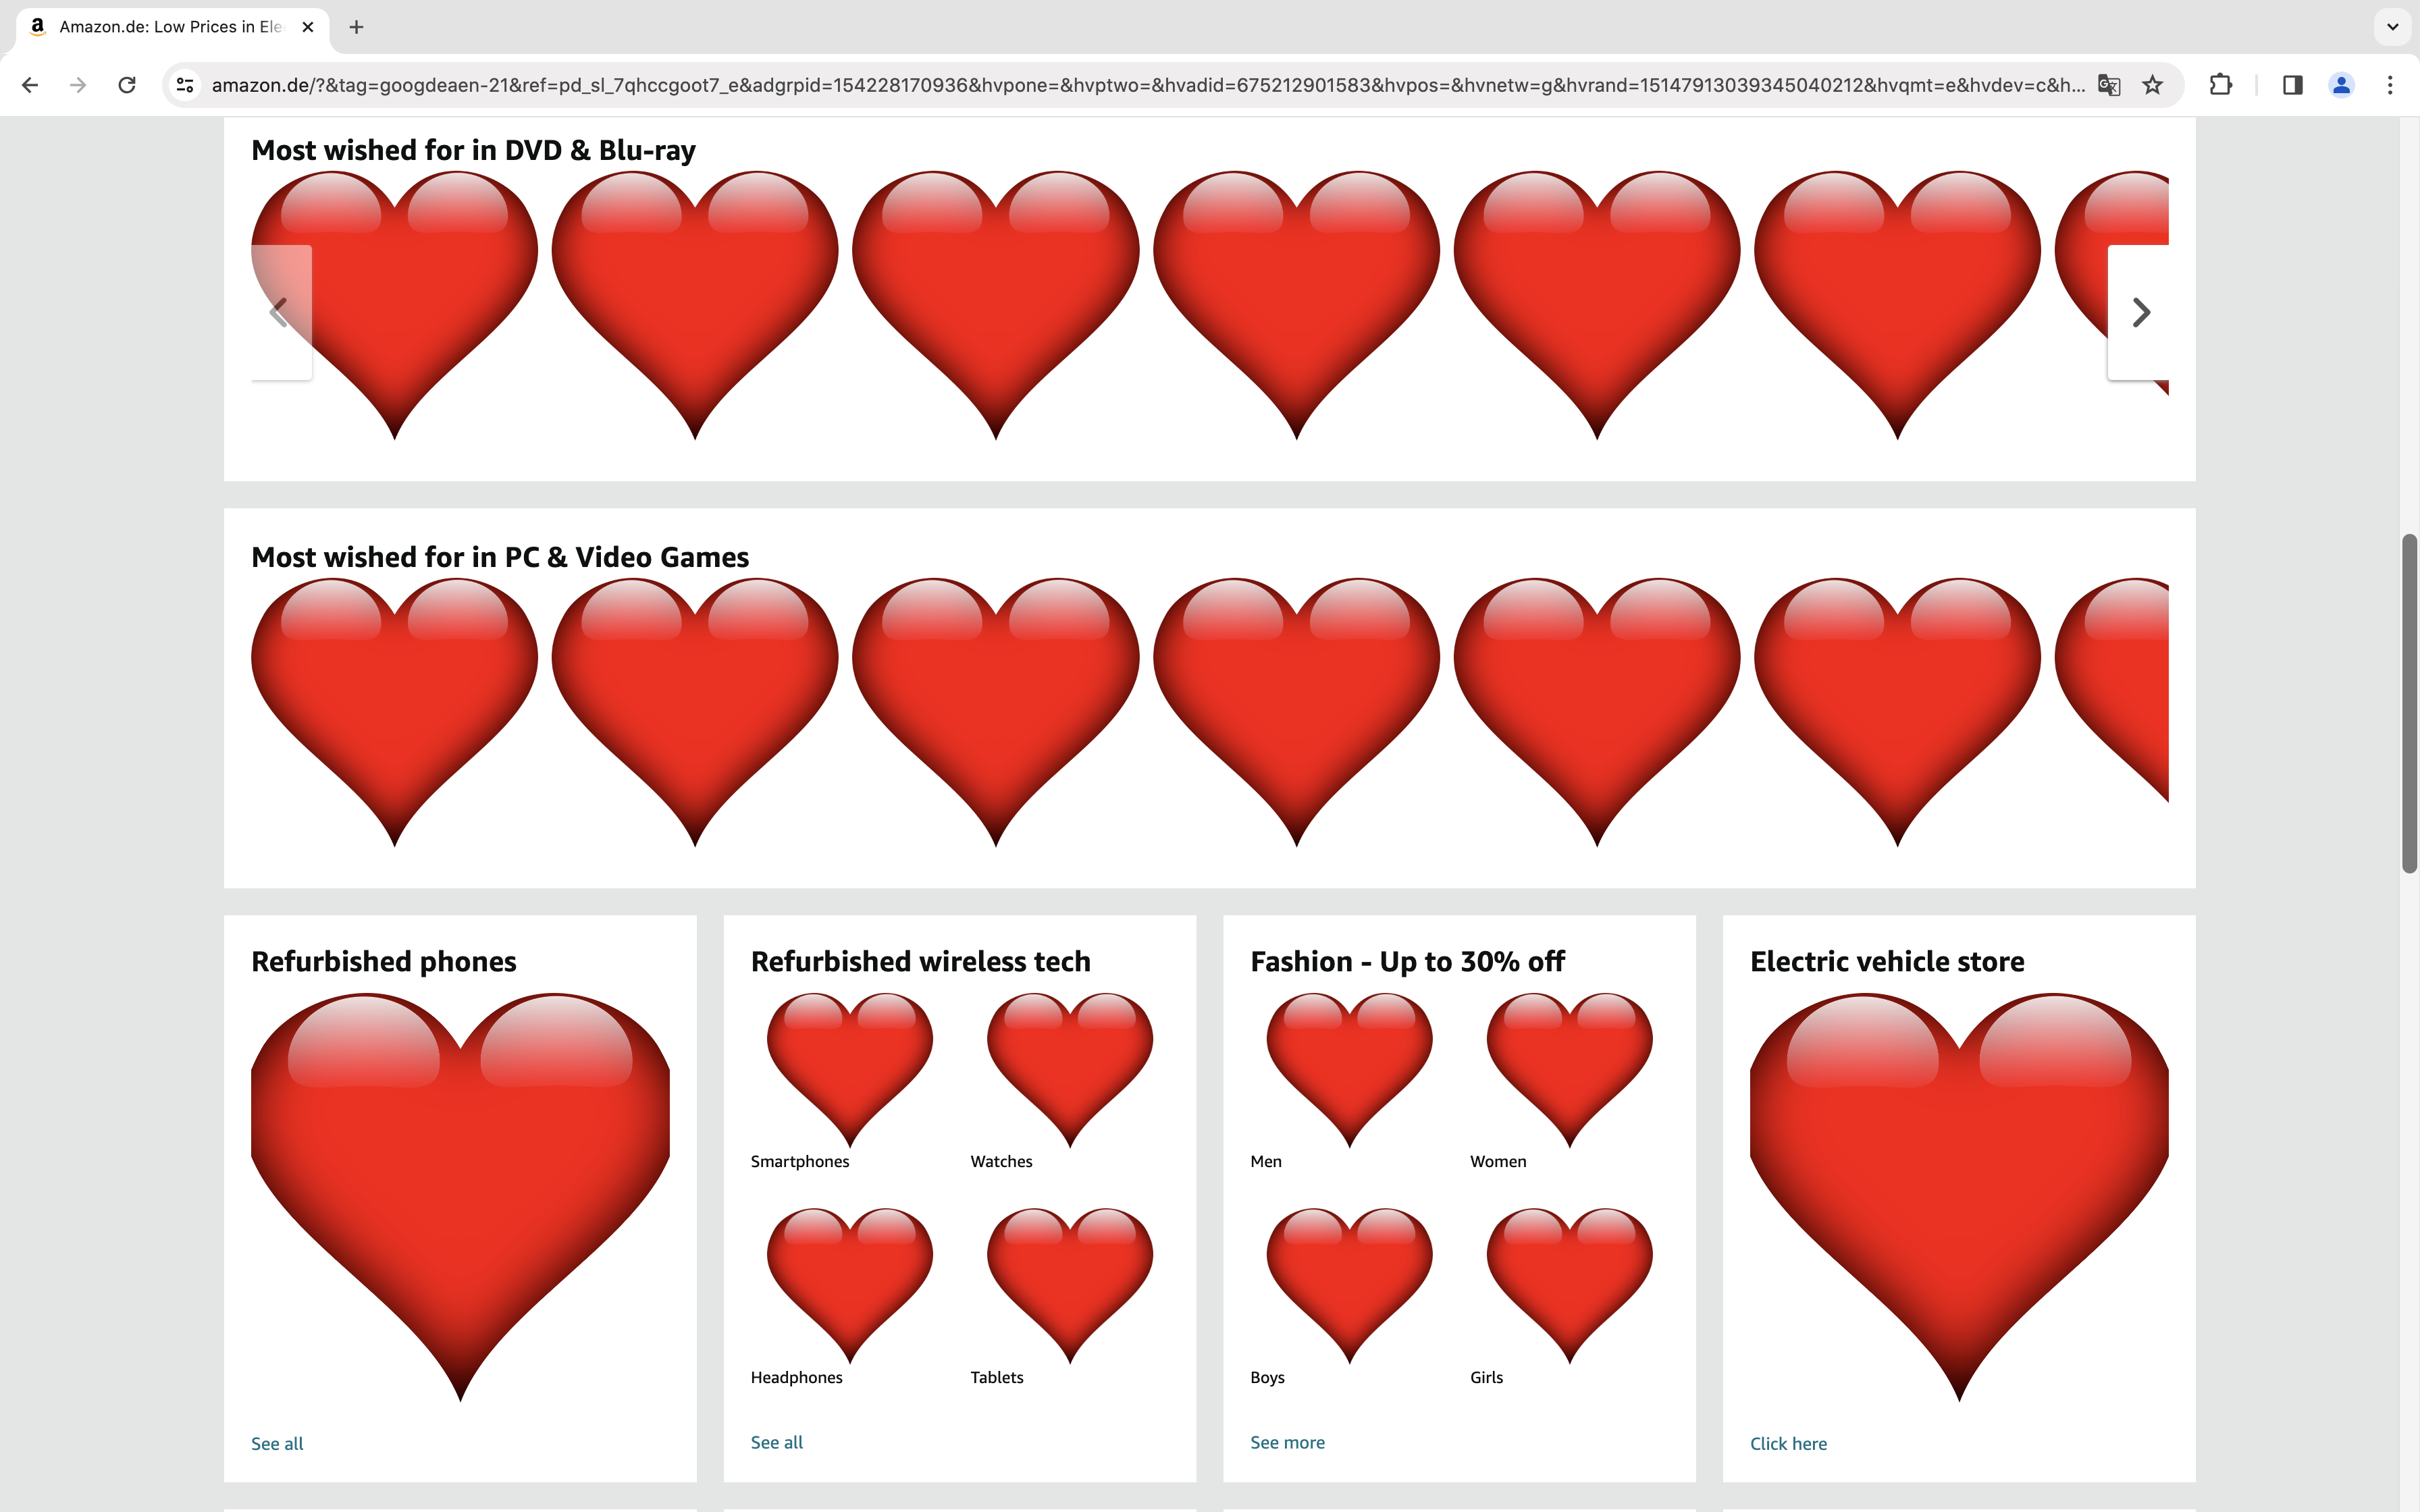 Amazon.de: Low Prices in Ele
amazon.de/?&tag=googdeaen-21&ref=pd_sl_7qhccgoot7_e&adgrpid=154228170936&hvpone=&hvptwo=&hvadid=675212901583&hvpos=&hvnetw=g&hvrand=15147913039345040212&hvqmt=e&hvdev=c&h...
Most wished for in DVD & Blu-ray
Most wished for in PC & Video Games
Refurbished phones
See all
Refurbished wireless tech
Smartphones
Watches
Headphones
Tablets
See all
Fashion - Up to 30% off
Men
Women
Boys
Girls
See more
Electric vehicle store
Click here